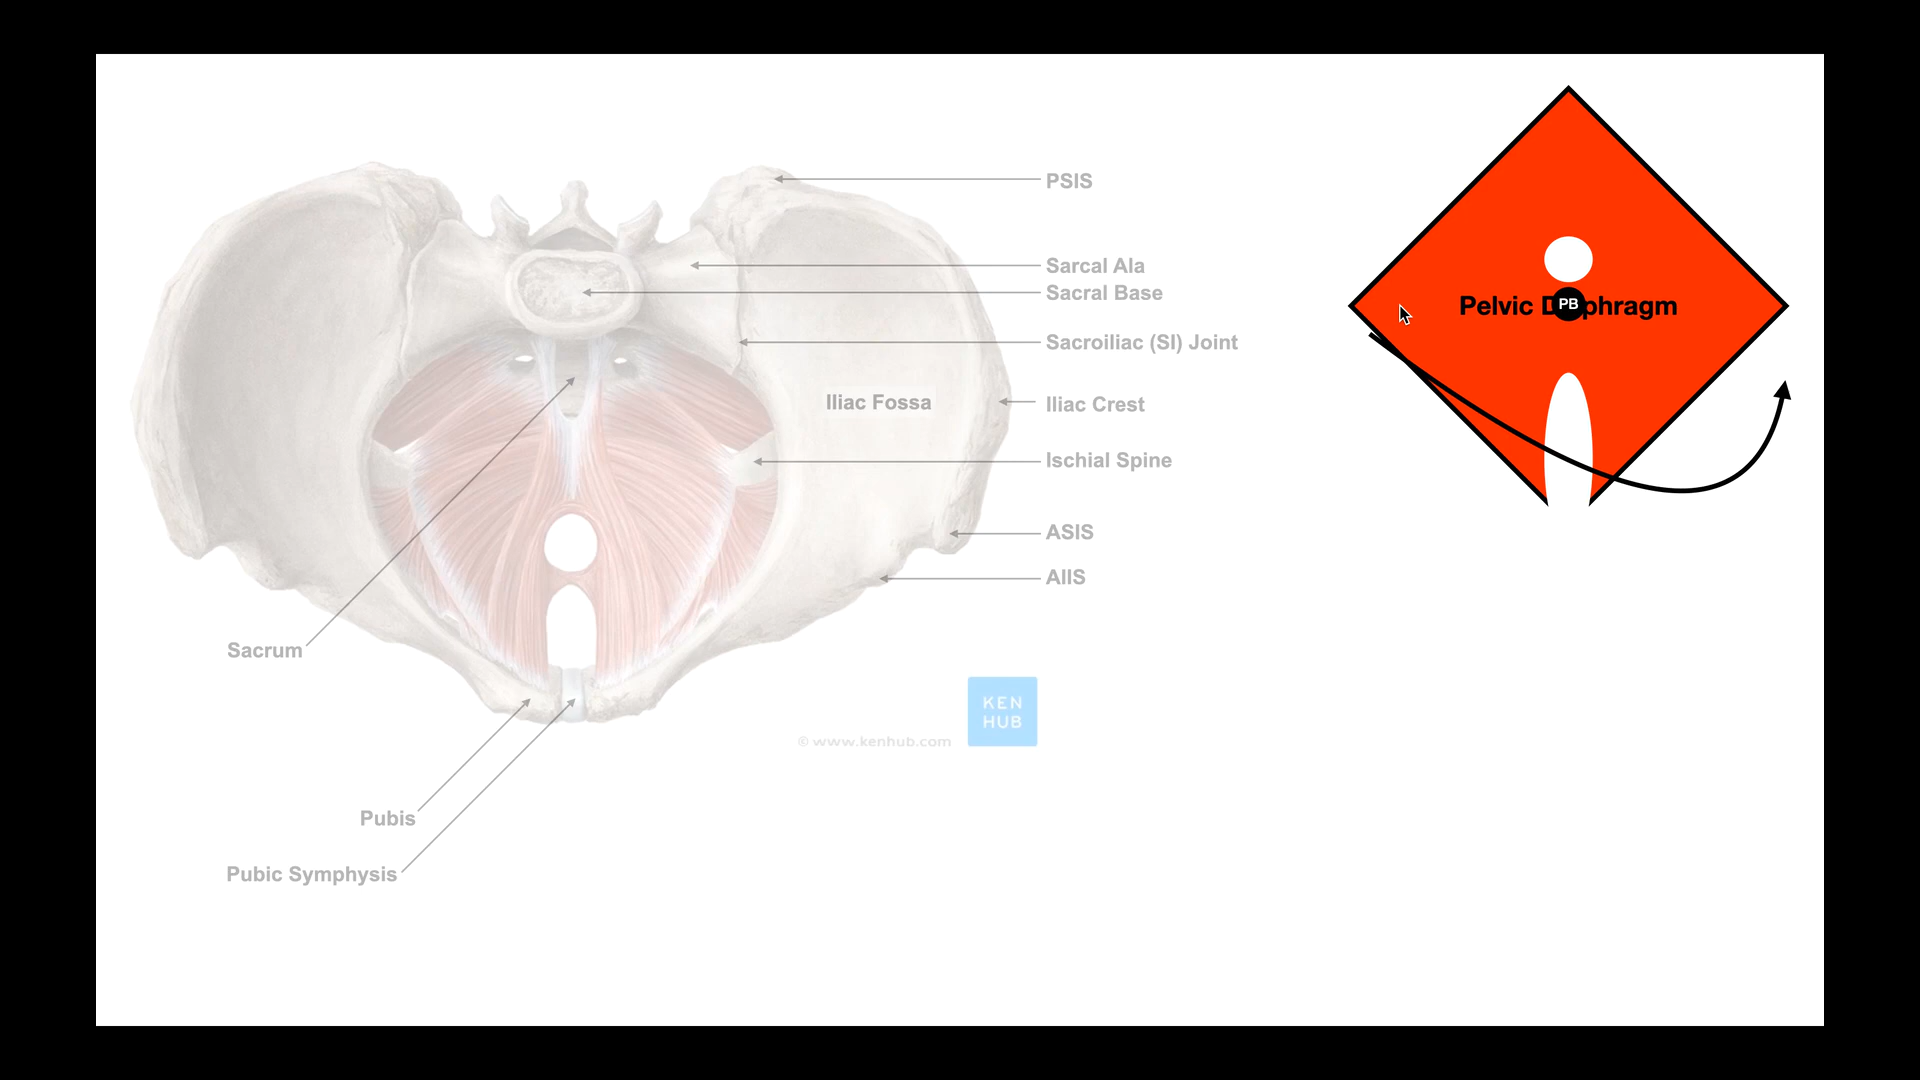 PSIS
Sarcal Ala
Sacral Base
Sacroiliac (SI) Joint
Iliac Fossa
Iliac Crest
Ischial Spine
ASIS
AIIS
Sacrum
Pubis
Pubic Symphysis
KEN
HUB
© www.kenhub.com
Pelvic D phragm
PB